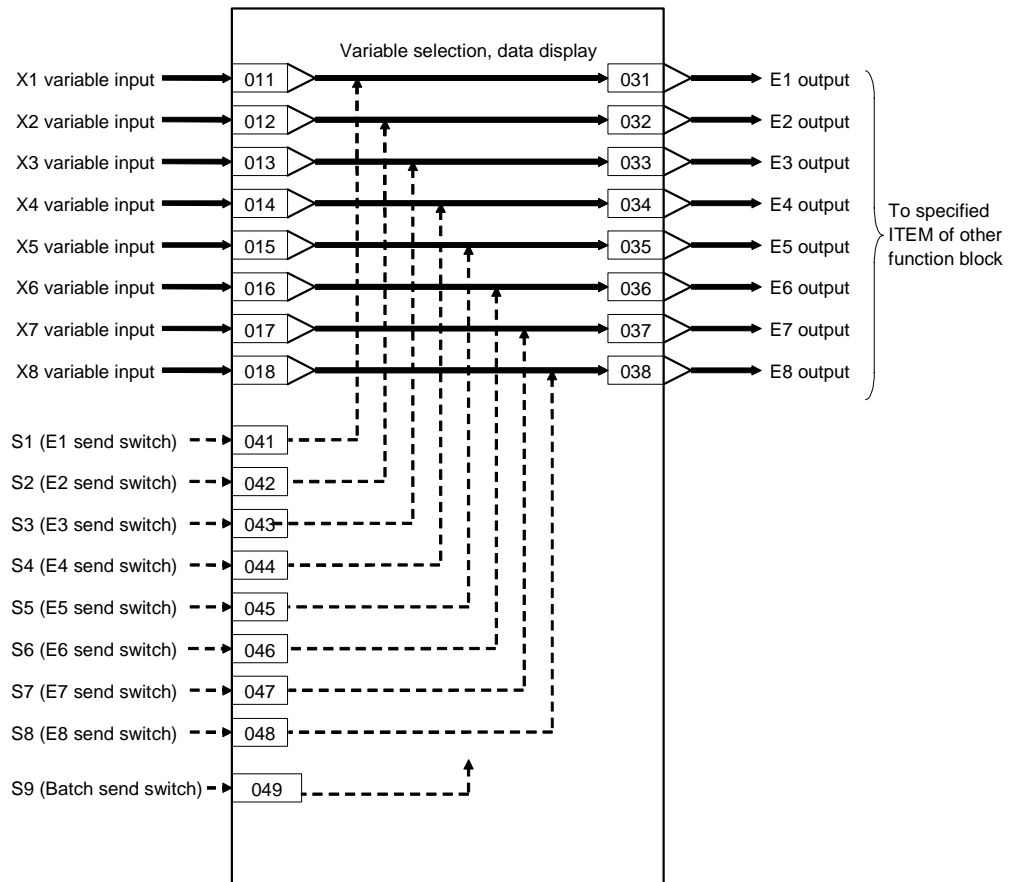 Variable selection, data display
X1 variable input 011 031 E1 output
X2 variable input 012 032 E2 output
X3 variable input 013 033 E3 output
X4 variable input 014 034 E4 output
X5 variable input 015 035 E5 output
X6 variable input 016 036 E6 output
X7 variable input 017 037 E7 output
X8 variable input 018 038 E8 output
To specified
ITEM of other
function block
S1 (E1 send switch) 041
S2 (E2 send switch) 042
S3 (E3 send switch) 043
S4 (E4 send switch) 044
S5 (E5 send switch) 045
S6 (E6 send switch) 046
S7 (E7 send switch) 047
S8 (E8 send switch) 048
S9 (Batch send switch) 049